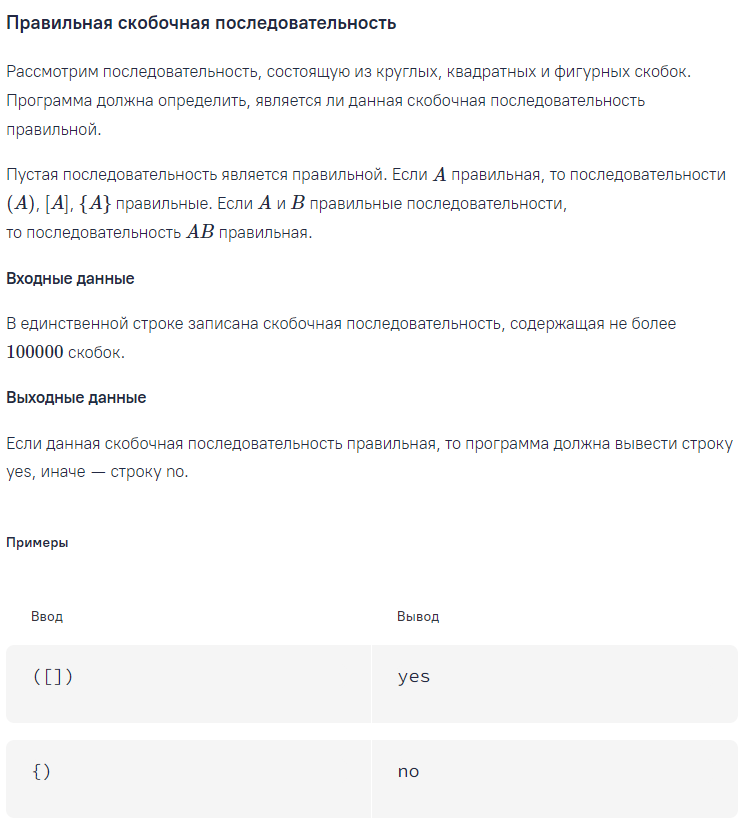 Правильная скобочная последовательность
Рассмотрим последовательность, состоящую из круглых, квадратных и фигурных скобок.
Программа должна определить, является ли данная скобочная последовательность
правильной.
Пустая последовательность является правильной. Если A правильная, то последовательности
(A), [A], {A} правильные. Если A и B правильные последовательности,
то последовательность AB правильная.
Входные данные
В единственной строке записана скобочная последовательность, содержащая не более
100000 скобок.
Выходные данные
Если данная скобочная последовательность правильная, то программа должна вывести строку
yes, иначе — строку no.
Примеры
Ввод Вывод
([]) yes
{) no